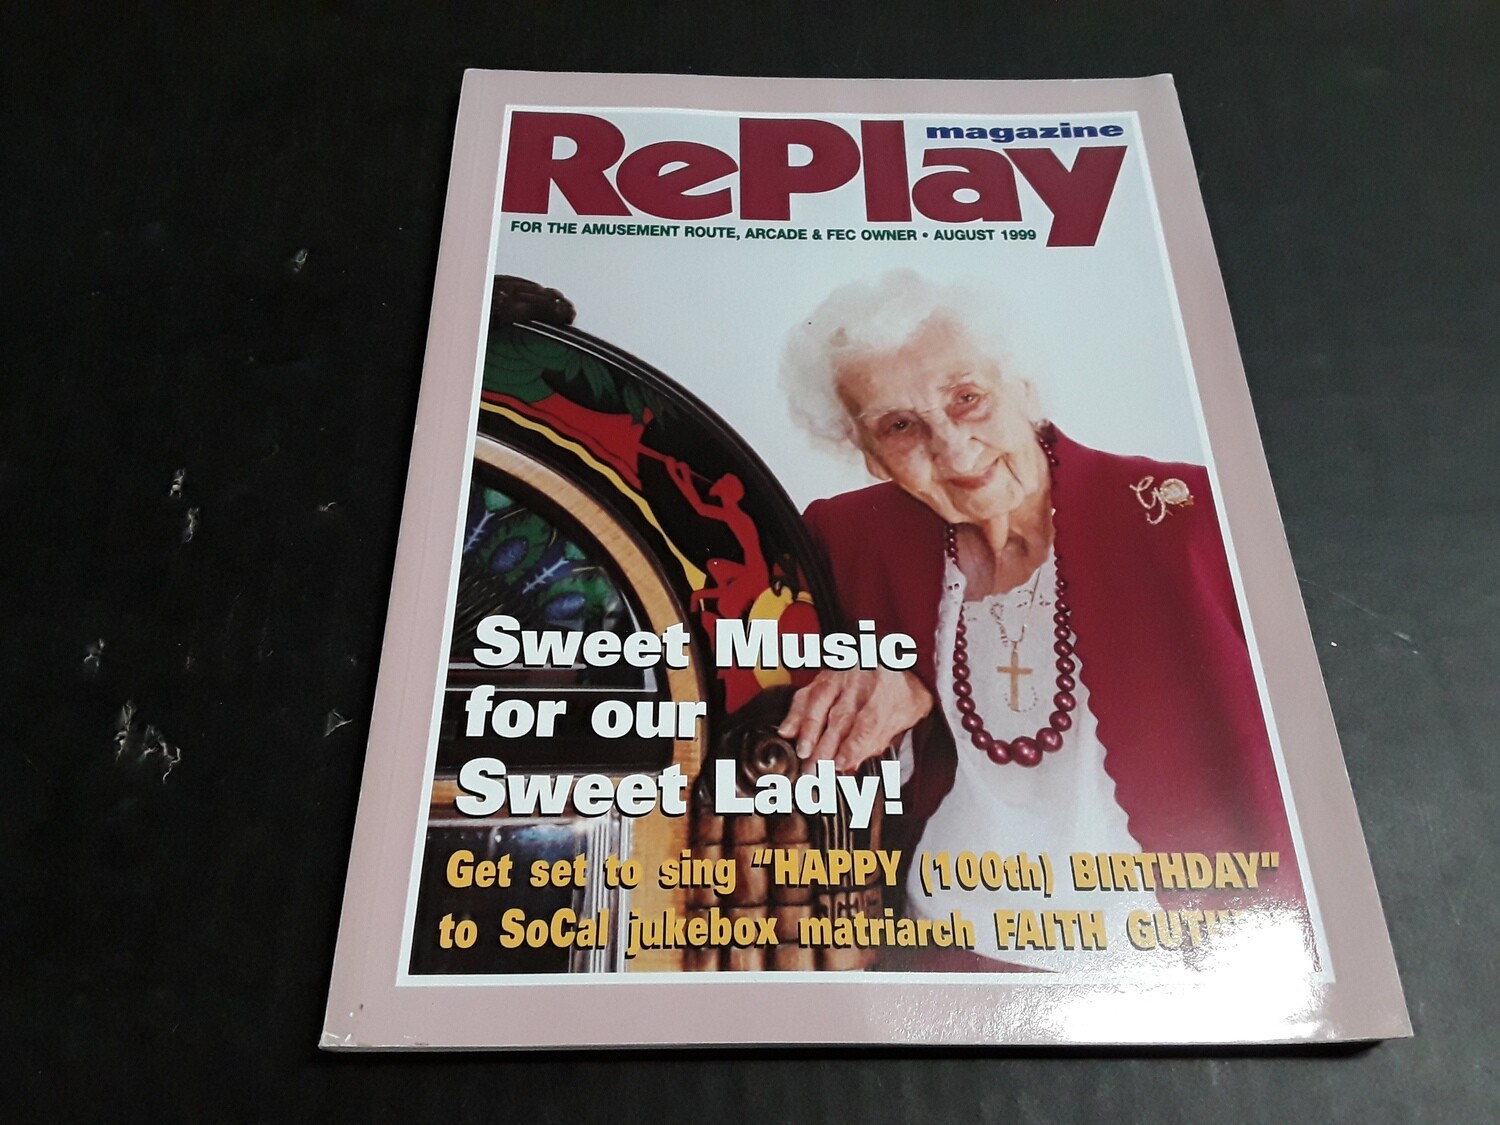 RePlay magazine
FOR THE AMUSEMENT ROUTE, ARCADE & FEC OWNER • AUGUST 1999
Sweet Music
for our
Sweet Lady!
Get set to sing "HAPPY (100th) BIRTHDAY"
to SoCal jukebox matriarch FAITH